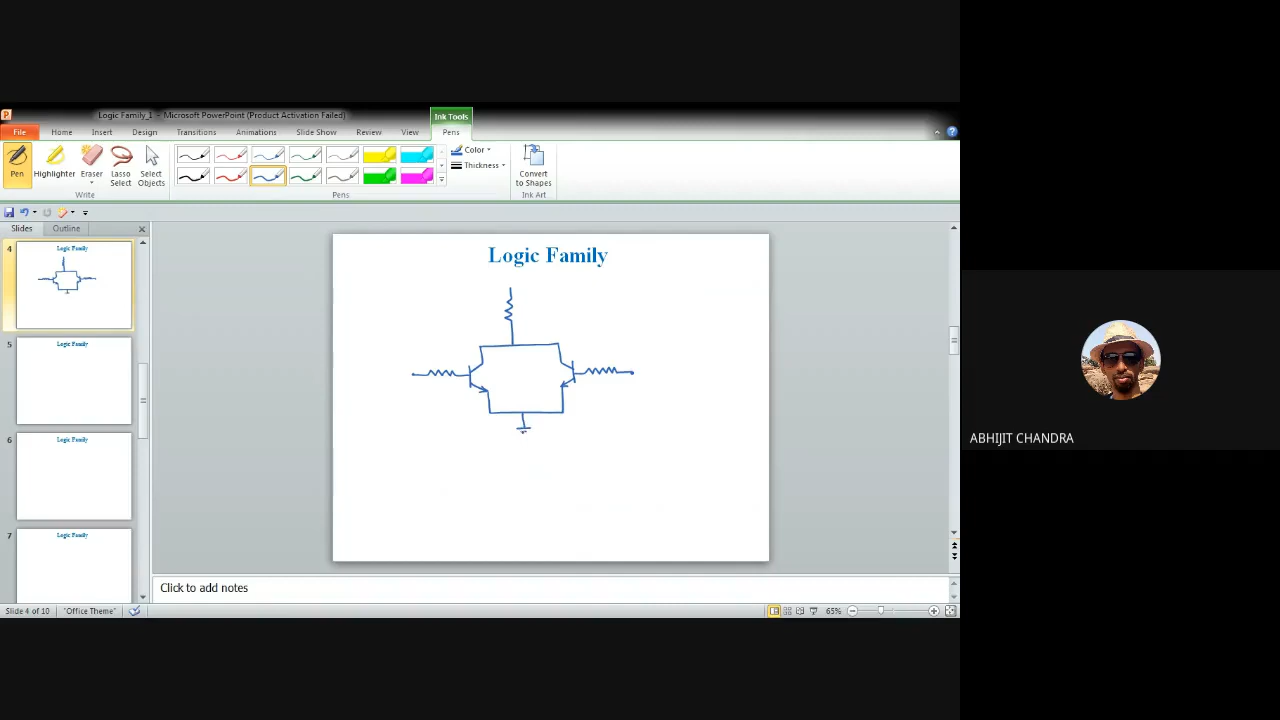 Logic Family_1 - Microsoft PowerPoint (Product Activation Failed)
Ink Tools
File Home Insert Design Transitions Animations Slide Show Review View Pens
Pen Highlighter Eraser Lasso Select Select Objects
Color
Thickness
Convert to Shapes
Write Pens Ink Art
Slides Outline
4 Logic Family
5 Logic Family
6 Logic Family
7 Logic Family
Logic Family
ABHIJIT CHANDRA
Click to add notes
Slide 4 of 10 "Office Theme" 65%